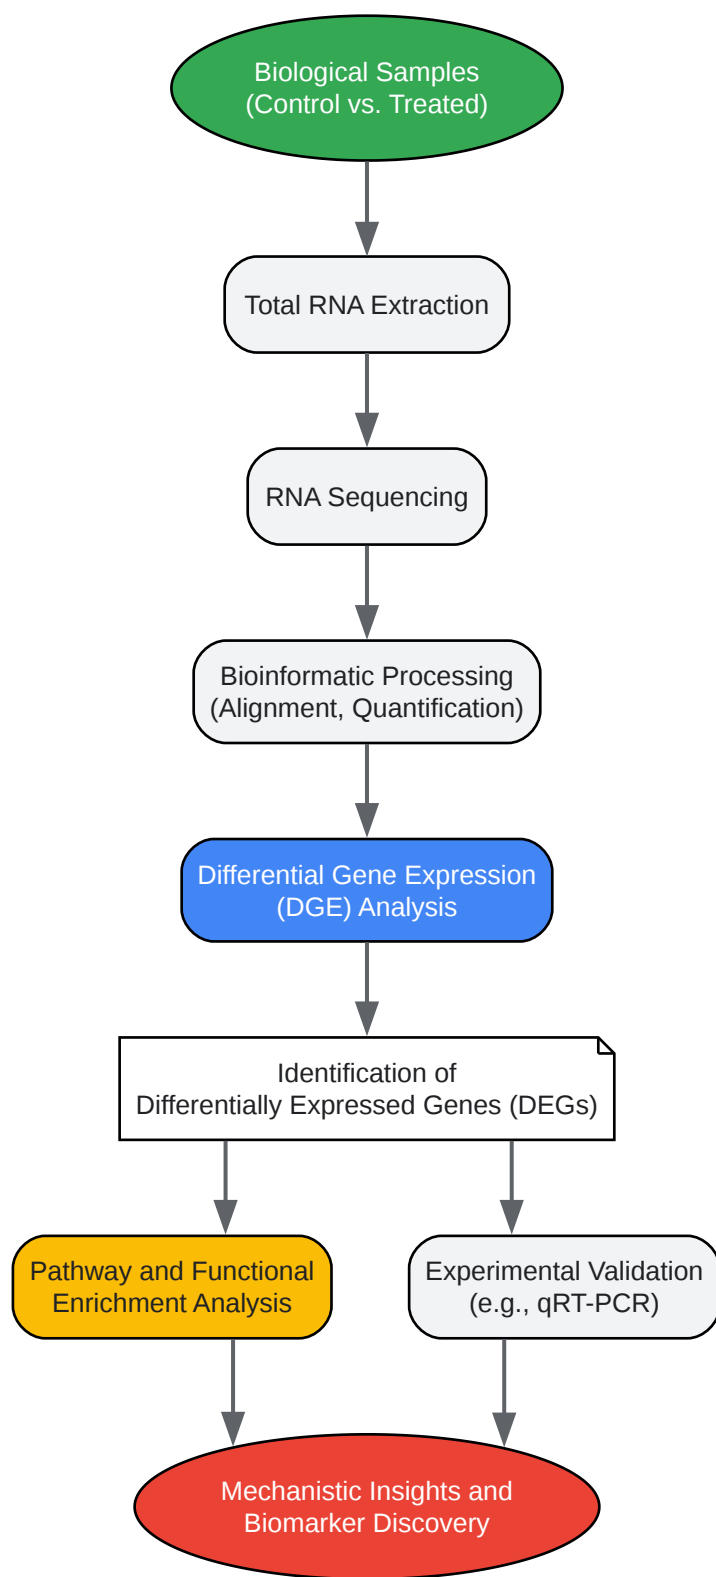 Biological Samples
(Control vs. Treated)
Total RNA Extraction
RNA Sequencing
Bioinformatic Processing
(Alignment, Quantification)
Differential Gene Expression
(DGE) Analysis
Identification of
Differentially Expressed Genes (DEGs)
Pathway and Functional
Enrichment Analysis
Experimental Validation
(e.g., qRT-PCR)
Mechanistic Insights and
Biomarker Discovery